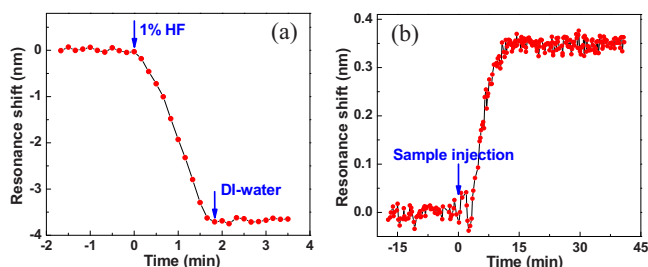 (a)
1% HF
DI-water
Resonance shift (nm)
0
-1
-2
-3
-4
-2 -1 0 1 2 3 4
Time (min)
(b)
Sample injection
Resonance shift (nm)
0.4
0.3
0.2
0.1
0.0
-15 0 15 30 45
Time (min)